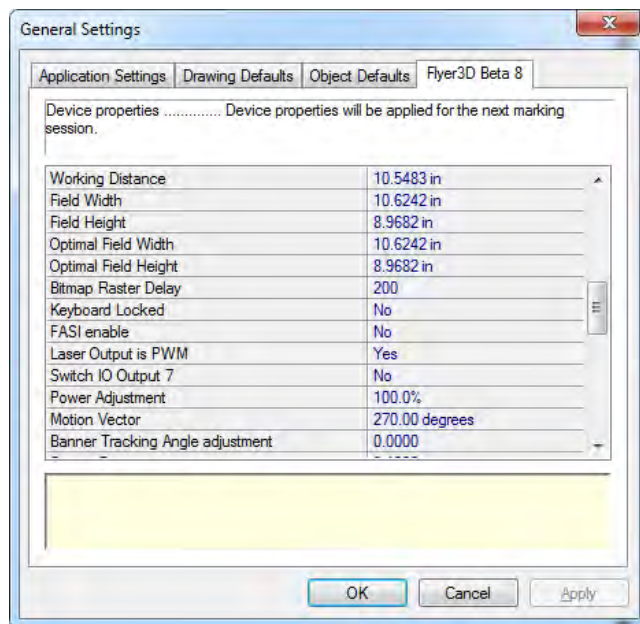 General Settings
Application Settings Drawing Defaults Object Defaults Flyer3D Beta 8
Device properties .............. Device properties will be applied for the next marking
session.
Working Distance 10.5483 in
Field Width 10.6242 in
Field Height 8.9682 in
Optimal Field Width 10.6242 in
Optimal Field Height 8.9682 in
Bitmap Raster Delay 200
Keyboard Locked No
FASI enable No
Laser Output is PWM Yes
Switch IO Output 7 No
Power Adjustment 100.0%
Motion Vector 270.00 degrees
Banner Tracking Angle adjustment 0.0000
OK Cancel Apply